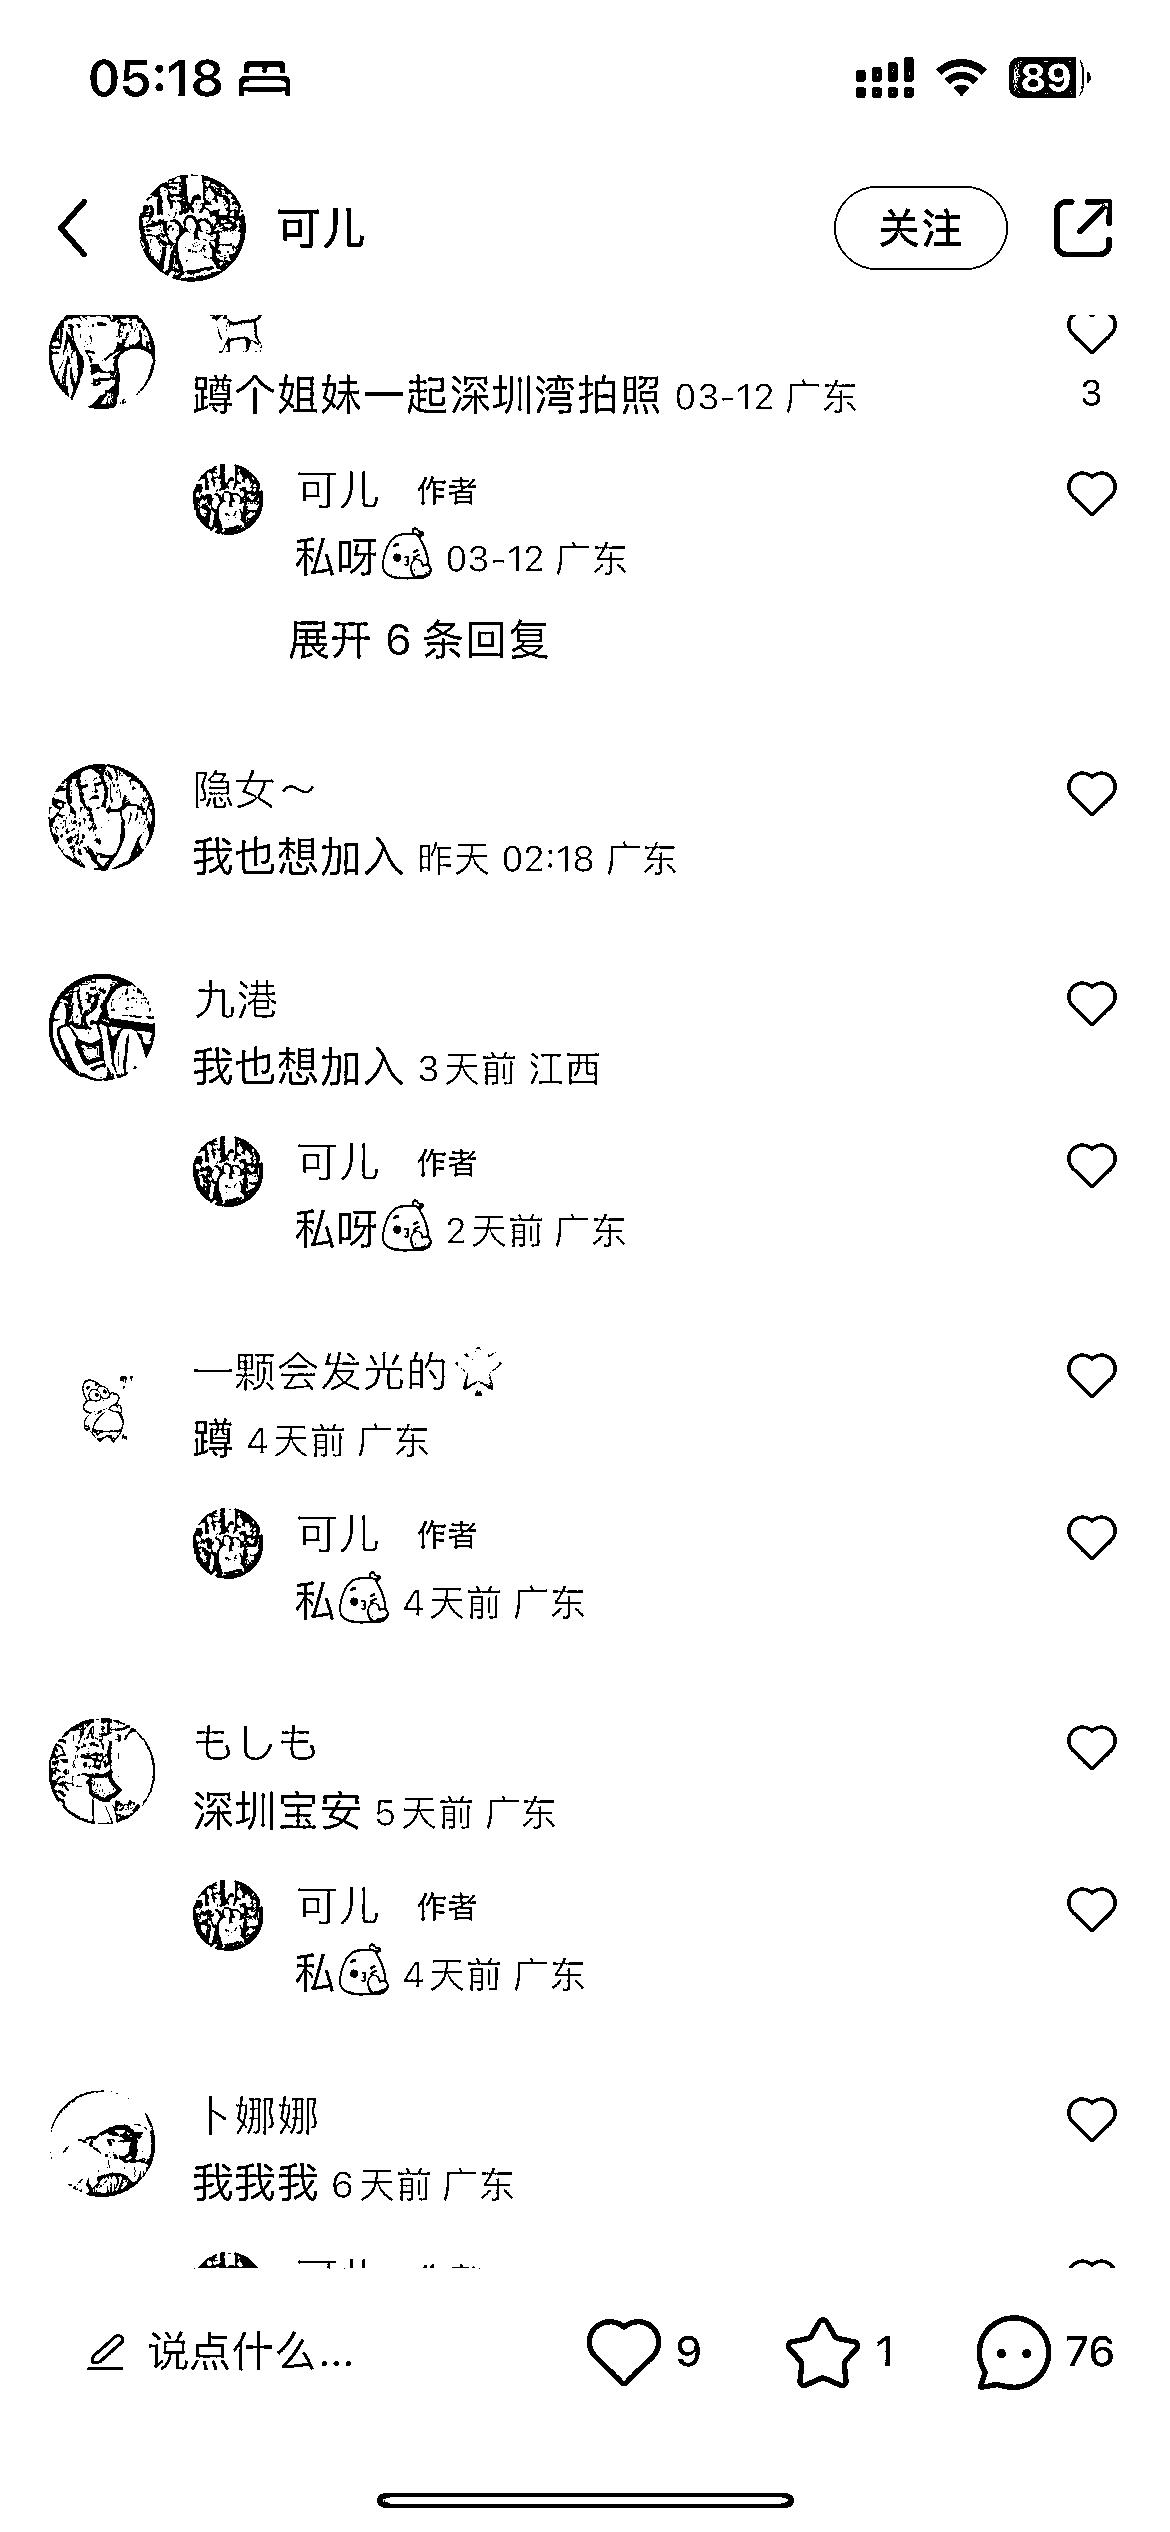 05:18
89
可儿
关注
蹲个姐妹一起深圳湾拍照 03-12 广东
3
可儿 作者
私呀 03-12 广东
展开 6 条回复
隐女～
我也想加入 昨天 02:18 广东
九港
我也想加入 3天前 江西
可儿 作者
私呀 2天前 广东
一颗会发光的
蹲 4天前 广东
可儿 作者
私 4天前 广东
もしも
深圳宝安 5天前 广东
可儿 作者
私 4天前 广东
卜娜娜
我我我 6天前 广东
说点什么...
9
1
76